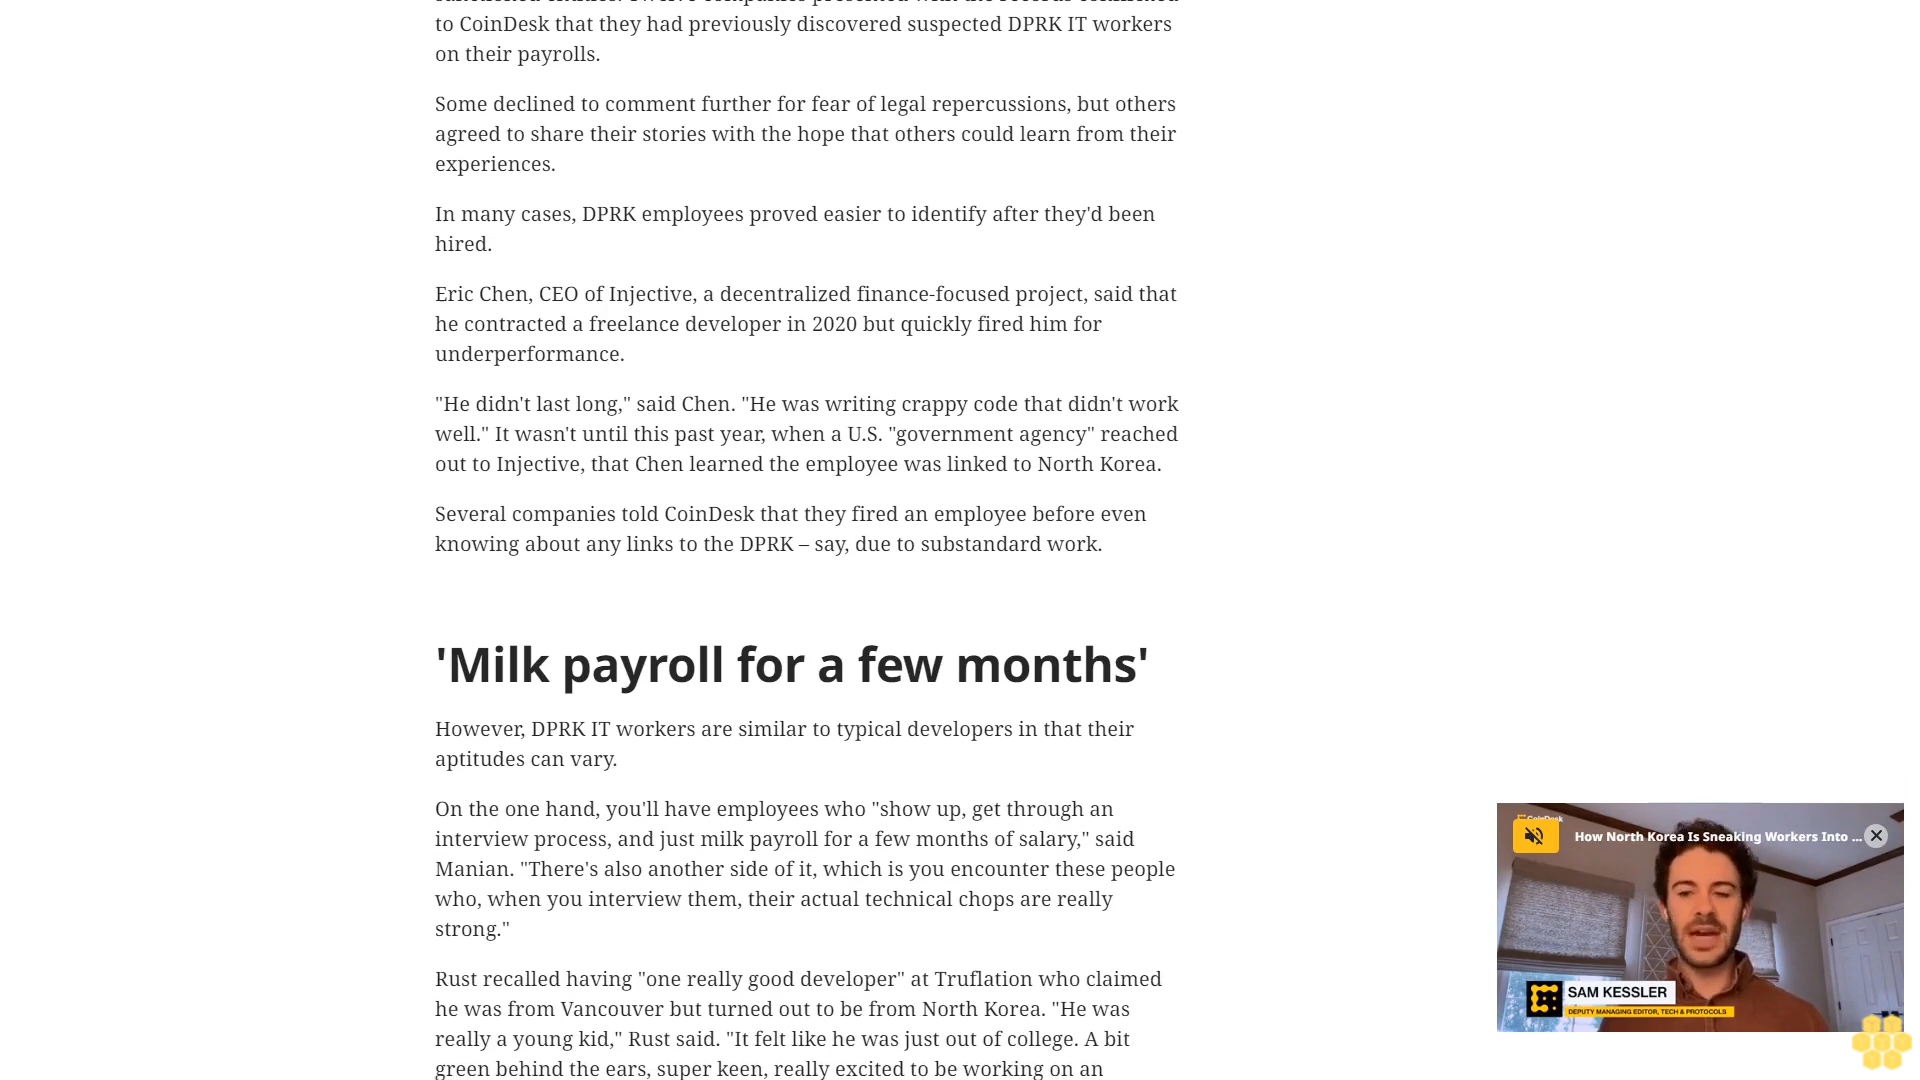 to CoinDesk that they had previously discovered suspected DPRK IT workers
on their payrolls.
Some declined to comment further for fear of legal repercussions, but others
agreed to share their stories with the hope that others could learn from their
experiences.
In many cases, DPRK employees proved easier to identify after they'd been
hired.
Eric Chen, CEO of Injective, a decentralized finance-focused project, said that
he contracted a freelance developer in 2020 but quickly fired him for
underperformance.
"He didn't last long," said Chen. "He was writing crappy code that didn't work
well." It wasn't until this past year, when a U.S. "government agency" reached
out to Injective, that Chen learned the employee was linked to North Korea.
Several companies told CoinDesk that they fired an employee before even
knowing about any links to the DPRK – say, due to substandard work.
'Milk payroll for a few months'
However, DPRK IT workers are similar to typical developers in that their
aptitudes can vary.
On the one hand, you'll have employees who "show up, get through an
interview process, and just milk payroll for a few months of salary," said
Manian. "There's also another side of it, which is you encounter these people
who, when you interview them, their actual technical chops are really
strong."
Rust recalled having "one really good developer" at Truflation who claimed
he was from Vancouver but turned out to be from North Korea. "He was
really a young kid," Rust said. "It felt like he was just out of college. A bit
green behind the ears, super keen, really excited to be working on an
CoinDesk
How North Korea Is Sneaking Workers Into ...
SAM KESSLER
DEPUTY MANAGING EDITOR, TECH & PROTOCOLS